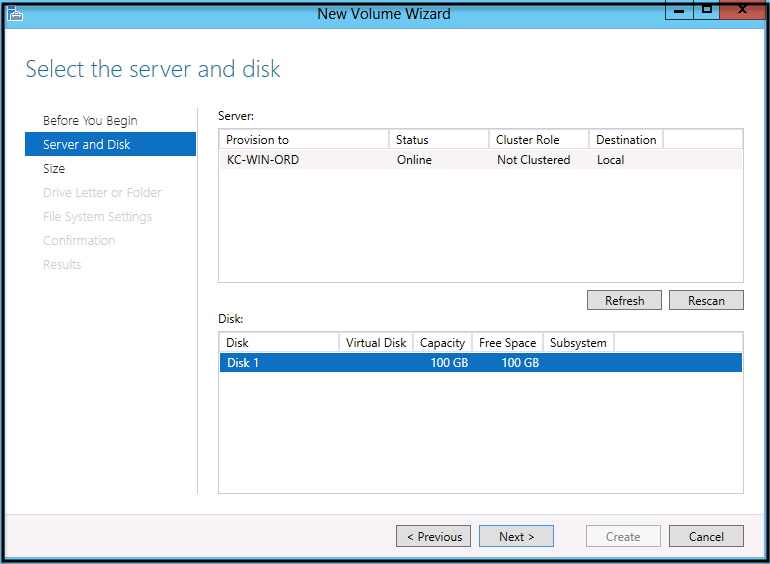 New Volume Wizard
Select the server and disk
Before You Begin
Server and Disk
Size
Drive Letter or Folder
File System Settings
Confirmation
Results
Server:
Provision to Status Cluster Role Destination
KC-WIN-ORD Online Not Clustered Local
Refresh Rescan
Disk:
Disk Virtual Disk Capacity Free Space Subsystem
Disk 1 100 GB 100 GB
< Previous Next > Create Cancel